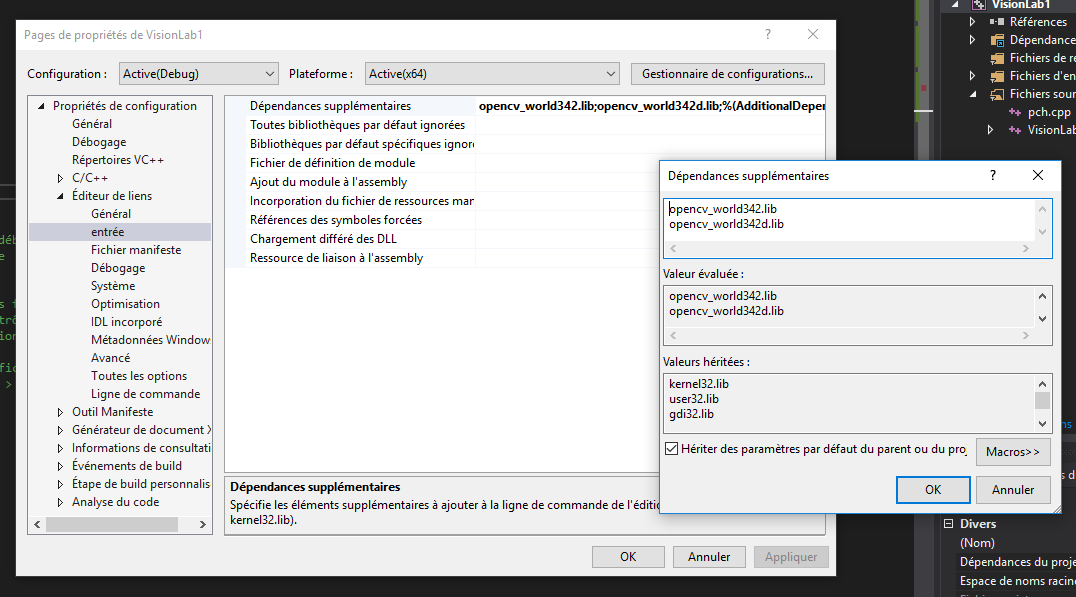 Pages de propriétés de VisionLab1
?
Configuration :
Active(Debug)
Plateforme :
Active(x64)
Gestionnaire de configurations...
Propriétés de configuration
Général
Débogage
Répertoires VC++
C/C++
Éditeur de liens
Général
entrée
Fichier manifeste
Débogage
Système
Optimisation
IDL incorporé
Métadonnées Window
Avancé
Toutes les options
Ligne de commande
Outil Manifeste
Générateur de document X
Informations de consultati
Événements de build
Étape de build personnalis
Analyse du code
Dépendances supplémentaires opencv_world342.lib;opencv_world342d.lib;%(AdditionalDeper
Toutes bibliothèques par défaut ignorées
Bibliothèques par défaut spécifiques ignoré
Fichier de définition de module
Ajout du module à l'assembly
Incorporation du fichier de ressources mar
Références des symboles forcées
Chargement différé des DLL
Ressource de liaison à l'assembly
Dépendances supplémentaires
Spécifie les éléments supplémentaires à ajouter à la ligne de commande de l'éditi
kernel32.lib).
OK
Annuler
Appliquer
Dépendances supplémentaires
?
opencv_world342.lib
opencv_world342d.lib
Valeur évaluée :
opencv_world342.lib
opencv_world342d.lib
Valeurs héritées :
kernel32.lib
user32.lib
gdi32.lib
Hériter des paramètres par défaut du parent ou du proj
Macros>>
OK
Annuler
VisionLab1
Références
Dépendance
Fichiers de re
Fichiers d'en
Fichiers sour
pch.cpp
VisionLab
Divers
(Nom)
Dépendances du proje
Espace de noms racine